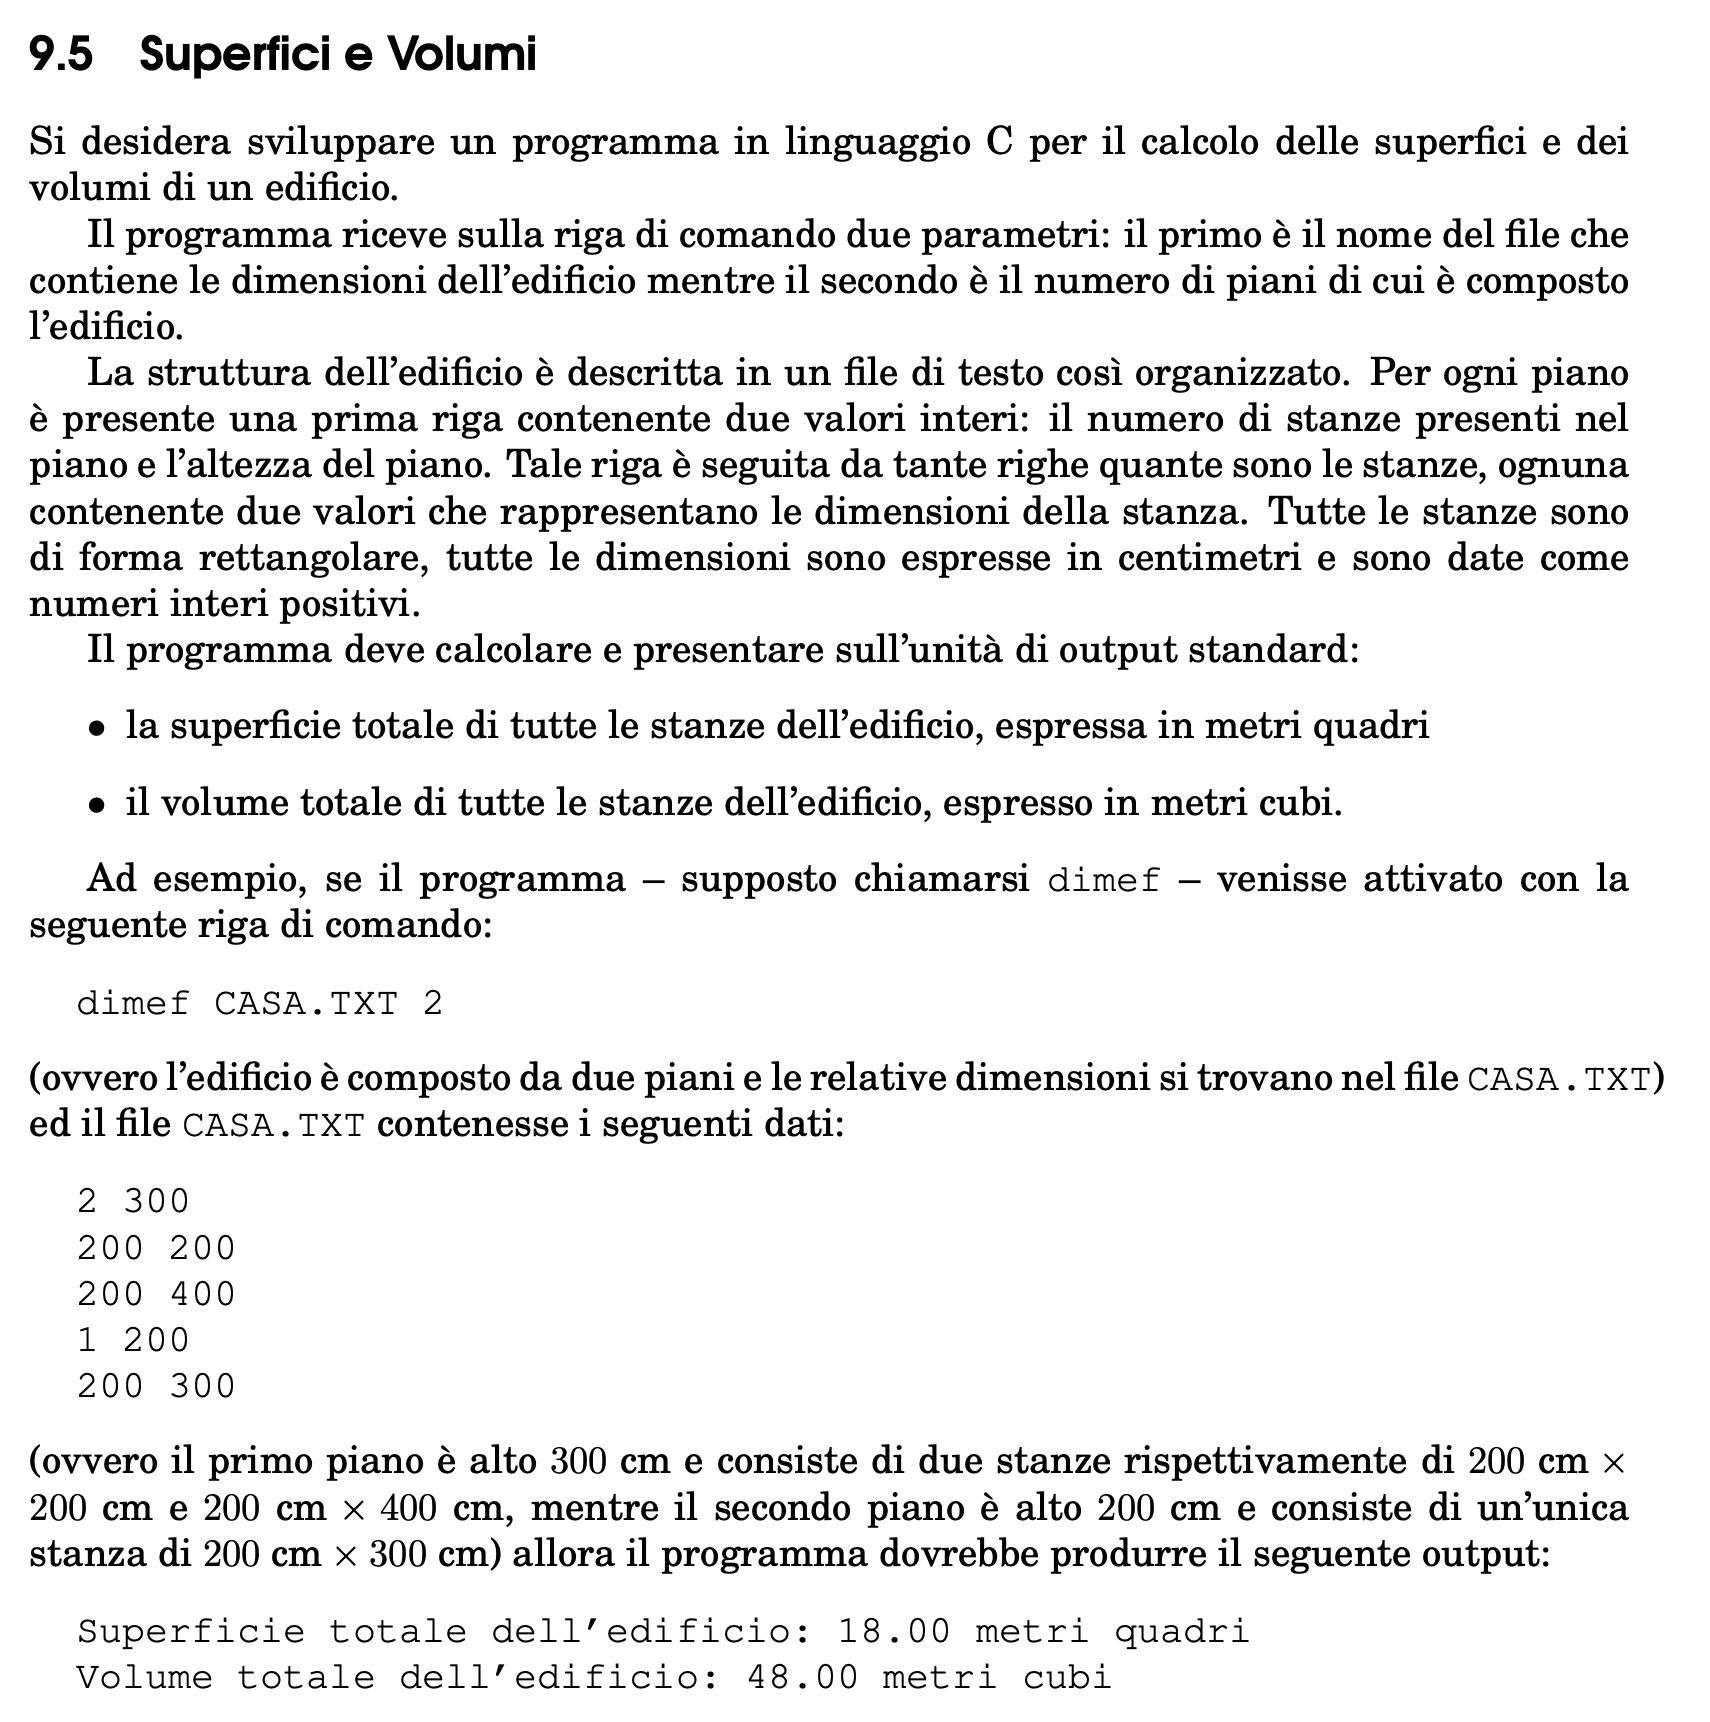 9.5 Superfici e Volumi
Si desidera sviluppare un programma in linguaggio C per il calcolo delle superfici e dei
volumi di un edificio.
Il programma riceve sulla riga di comando due parametri: il primo è il nome del file che
contiene le dimensioni dell'edificio mentre il secondo è il numero di piani di cui è composto
l'edificio.
La struttura dell'edificio è descritta in un file di testo così organizzato. Per ogni piano
è presente una prima riga contenente due valori interi: il numero di stanze presenti nel
piano e l'altezza del piano. Tale riga è seguita da tante righe quante sono le stanze, ognuna
contenente due valori che rappresentano le dimensioni della stanza. Tutte le stanze sono
di forma rettangolare, tutte le dimensioni sono espresse in centimetri e sono date come
numeri interi positivi.
Il programma deve calcolare e presentare sull'unità di output standard:
• la superficie totale di tutte le stanze dell'edificio, espressa in metri quadri
• il volume totale di tutte le stanze dell'edificio, espresso in metri cubi.
Ad esempio, se il programma – supposto chiamarsi dimef – venisse attivato con la
seguente riga di comando:
dimef CASA.TXT 2
(ovvero l'edificio è composto da due piani e le relative dimensioni si trovano nel file CASA.TXT)
ed il file CASA.TXT contenesse i seguenti dati:
2 300
200 200
200 400
1 200
200 300
(ovvero il primo piano è alto 300 cm e consiste di due stanze rispettivamente di 200 cm ×
200 cm e 200 cm × 400 cm, mentre il secondo piano è alto 200 cm e consiste di un'unica
stanza di 200 cm × 300 cm) allora il programma dovrebbe produrre il seguente output:
Superficie totale dell'edificio: 18.00 metri quadri
Volume totale dell'edificio: 48.00 metri cubi